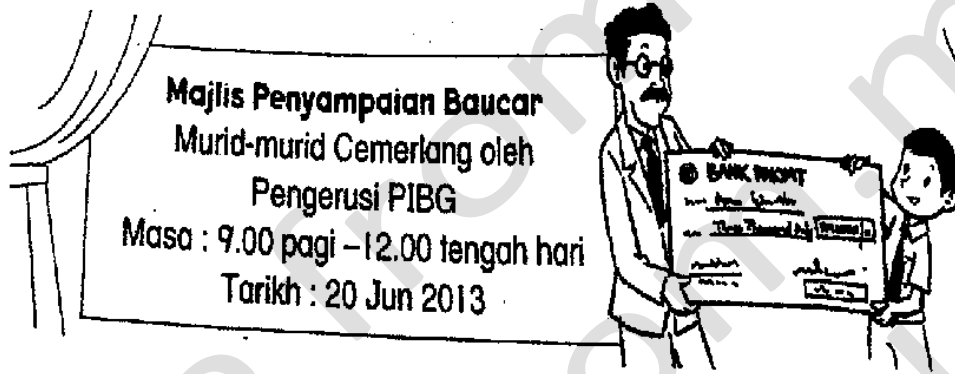 Majlis Penyampaian Baucar
Murid-murid Cemerlang oleh
Pengerusi PIBG
Masa : 9.00 pagi – 12.00 tengah hari
Tarikh : 20 Jun 2013
BANK